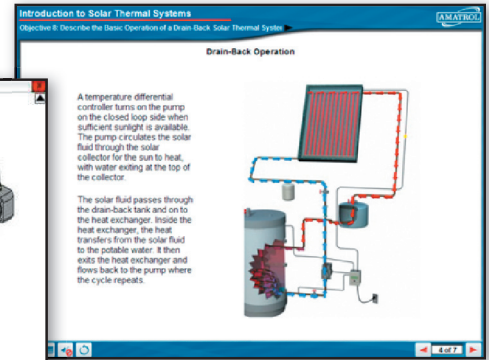 Introduction to Solar Thermal Systems
AMATROL
Objective 8: Describe the Basic Operation of a Drain-Back Solar Thermal System
Drain-Back Operation
A temperature differential
controller turns on the pump
on the closed loop side when
sufficient sunlight is available.
The pump circulates the solar
fluid through the solar
collector for the sun to heat,
with water exiting at the top of
the collector.
The solar fluid passes through
the drain-back tank and on to
the heat exchanger. Inside the
heat exchanger, the heat
transfers from the solar fluid
to the potable water. It then
exits the heat exchanger and
flows back to the pump where
the cycle repeats.
4 of 7